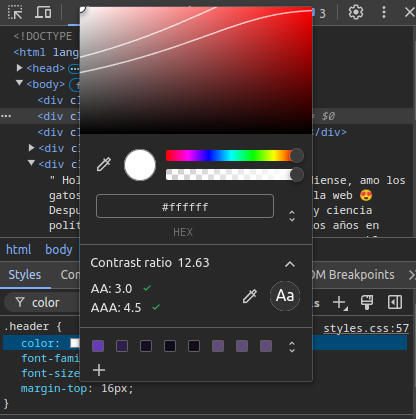 3
<!DOCTYPE
<html lang
<head>
<body>
<div cl
<div cl = $0
<div cl </div>
<div cl
<div cl
#ffffff
HEX
" Hol diense, amo los
gatos la web 😍
Despu y ciencia
polít os años en
html body
Contrast ratio 12.63
AA: 3.0
AAA: 4.5
Aa
Styles Com OM Breakpoints
color
.header { styles.css:57
color:
font-fami
font-size
margin-top: 16px;
}